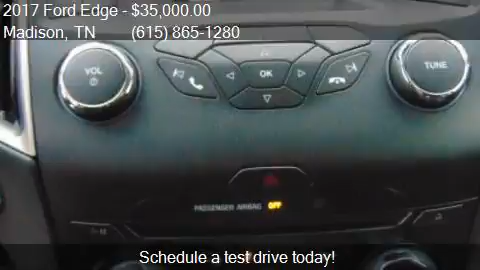 2017 Ford Edge - $35,000.00
Madison, TN (615) 865-1280
VOL
OK
TUNE
PASSENGER AIRBAG OFF
Schedule a test drive today!